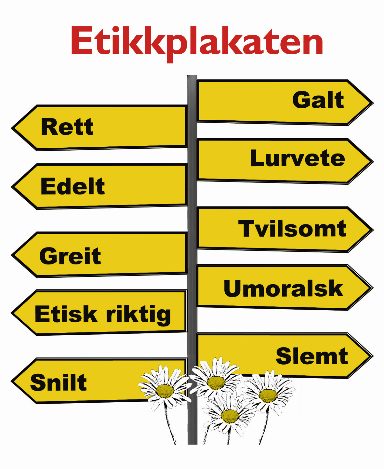 Etikkplakaten
Galt
Rett
Lurvete
Edelt
Tvilsomt
Greit
Umoralsk
Etisk riktig
Slemt
Snilt